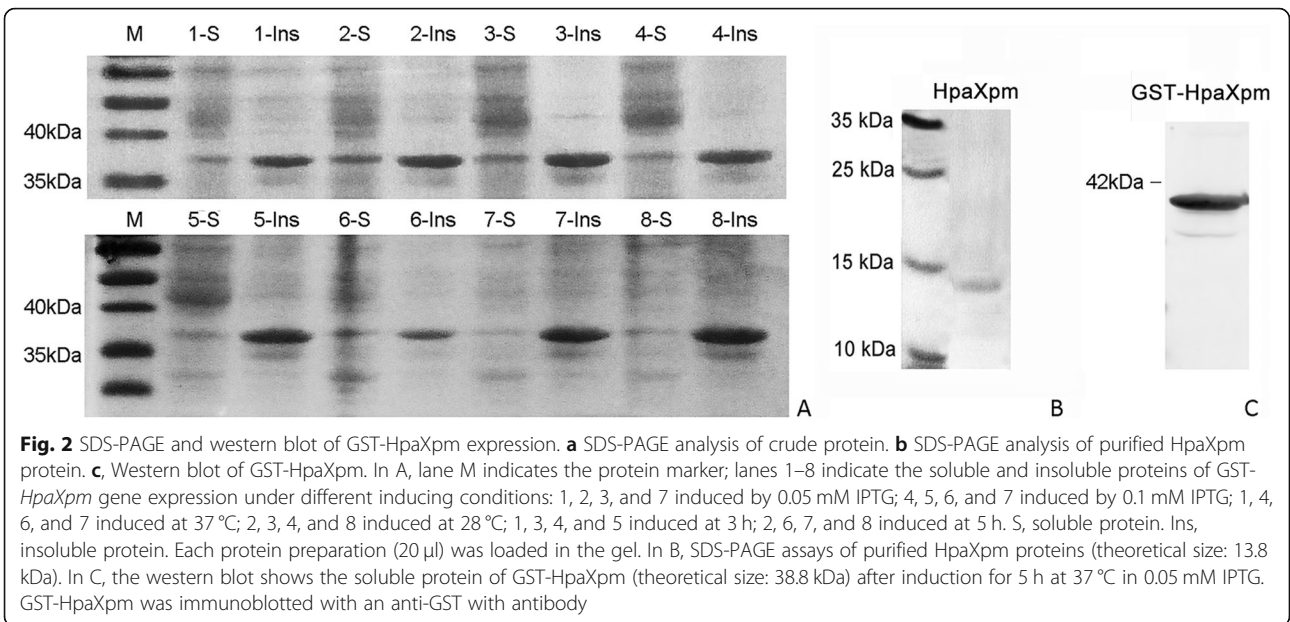 M 1-S 1-Ins 2-S 2-Ins 3-S 3-Ins 4-S 4-Ins
40kDa
35kDa
M 5-S 5-Ins 6-S 6-Ins 7-S 7-Ins 8-S 8-Ins
40kDa
35kDa
A
HpaXpm
35 kDa
25 kDa
15 kDa
10 kDa
B
GST-HpaXpm
42kDa –
C
Fig. 2 SDS-PAGE and western blot of GST-HpaXpm expression. a SDS-PAGE analysis of crude protein. b SDS-PAGE analysis of purified HpaXpm
protein. c, Western blot of GST-HpaXpm. In A, lane M indicates the protein marker; lanes 1–8 indicate the soluble and insoluble proteins of GST-
HpaXpm gene expression under different inducing conditions: 1, 2, 3, and 7 induced by 0.05 mM IPTG; 4, 5, 6, and 7 induced by 0.1 mM IPTG; 1, 4,
6, and 7 induced at 37 °C; 2, 3, 4, and 8 induced at 28 °C; 1, 3, 4, and 5 induced at 3 h; 2, 6, 7, and 8 induced at 5 h. S, soluble protein. Ins,
insoluble protein. Each protein preparation (20 μl) was loaded in the gel. In B, SDS-PAGE assays of purified HpaXpm proteins (theoretical size: 13.8
kDa). In C, the western blot shows the soluble protein of GST-HpaXpm (theoretical size: 38.8 kDa) after induction for 5 h at 37 °C in 0.05 mM IPTG.
GST-HpaXpm was immunoblotted with an anti-GST with antibody